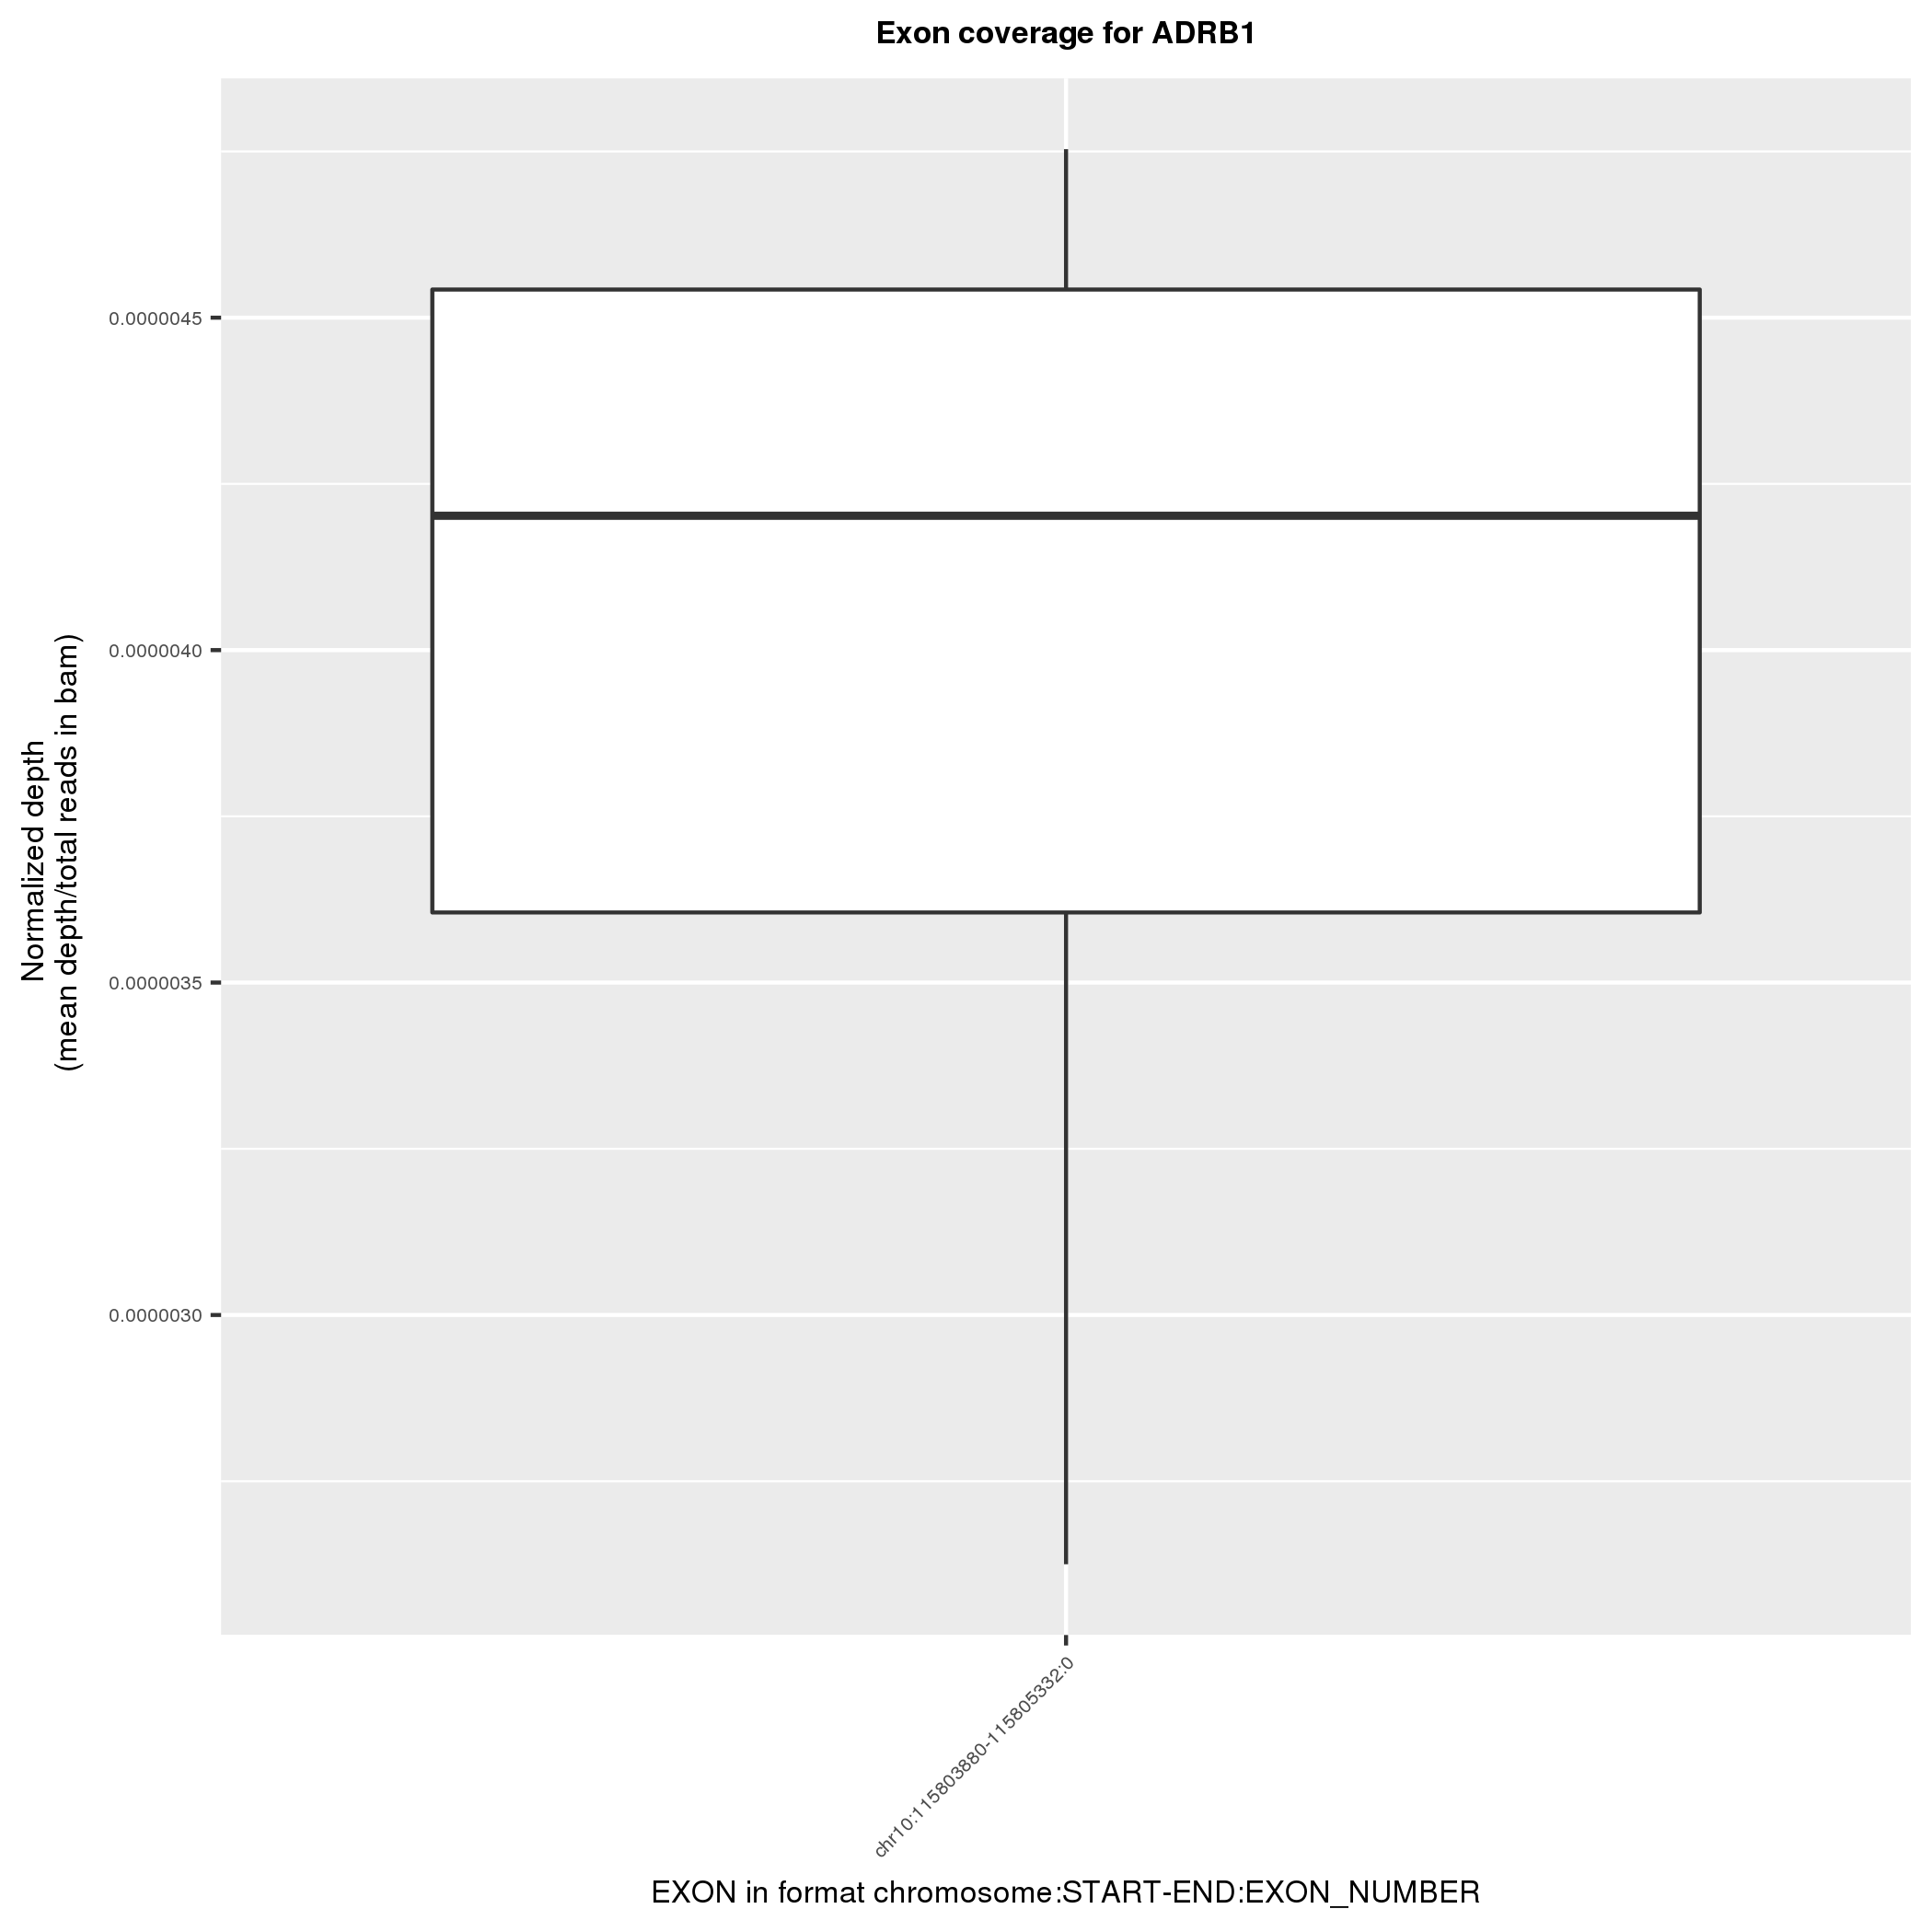 Exon coverage for ADRB1
Normalized depth
(mean depth/total reads in bam)
0.0000045
0.0000040
0.0000035
0.0000030
chr10:115803880-115805332:0
EXON in format chromosome:START-END:EXON_NUMBER